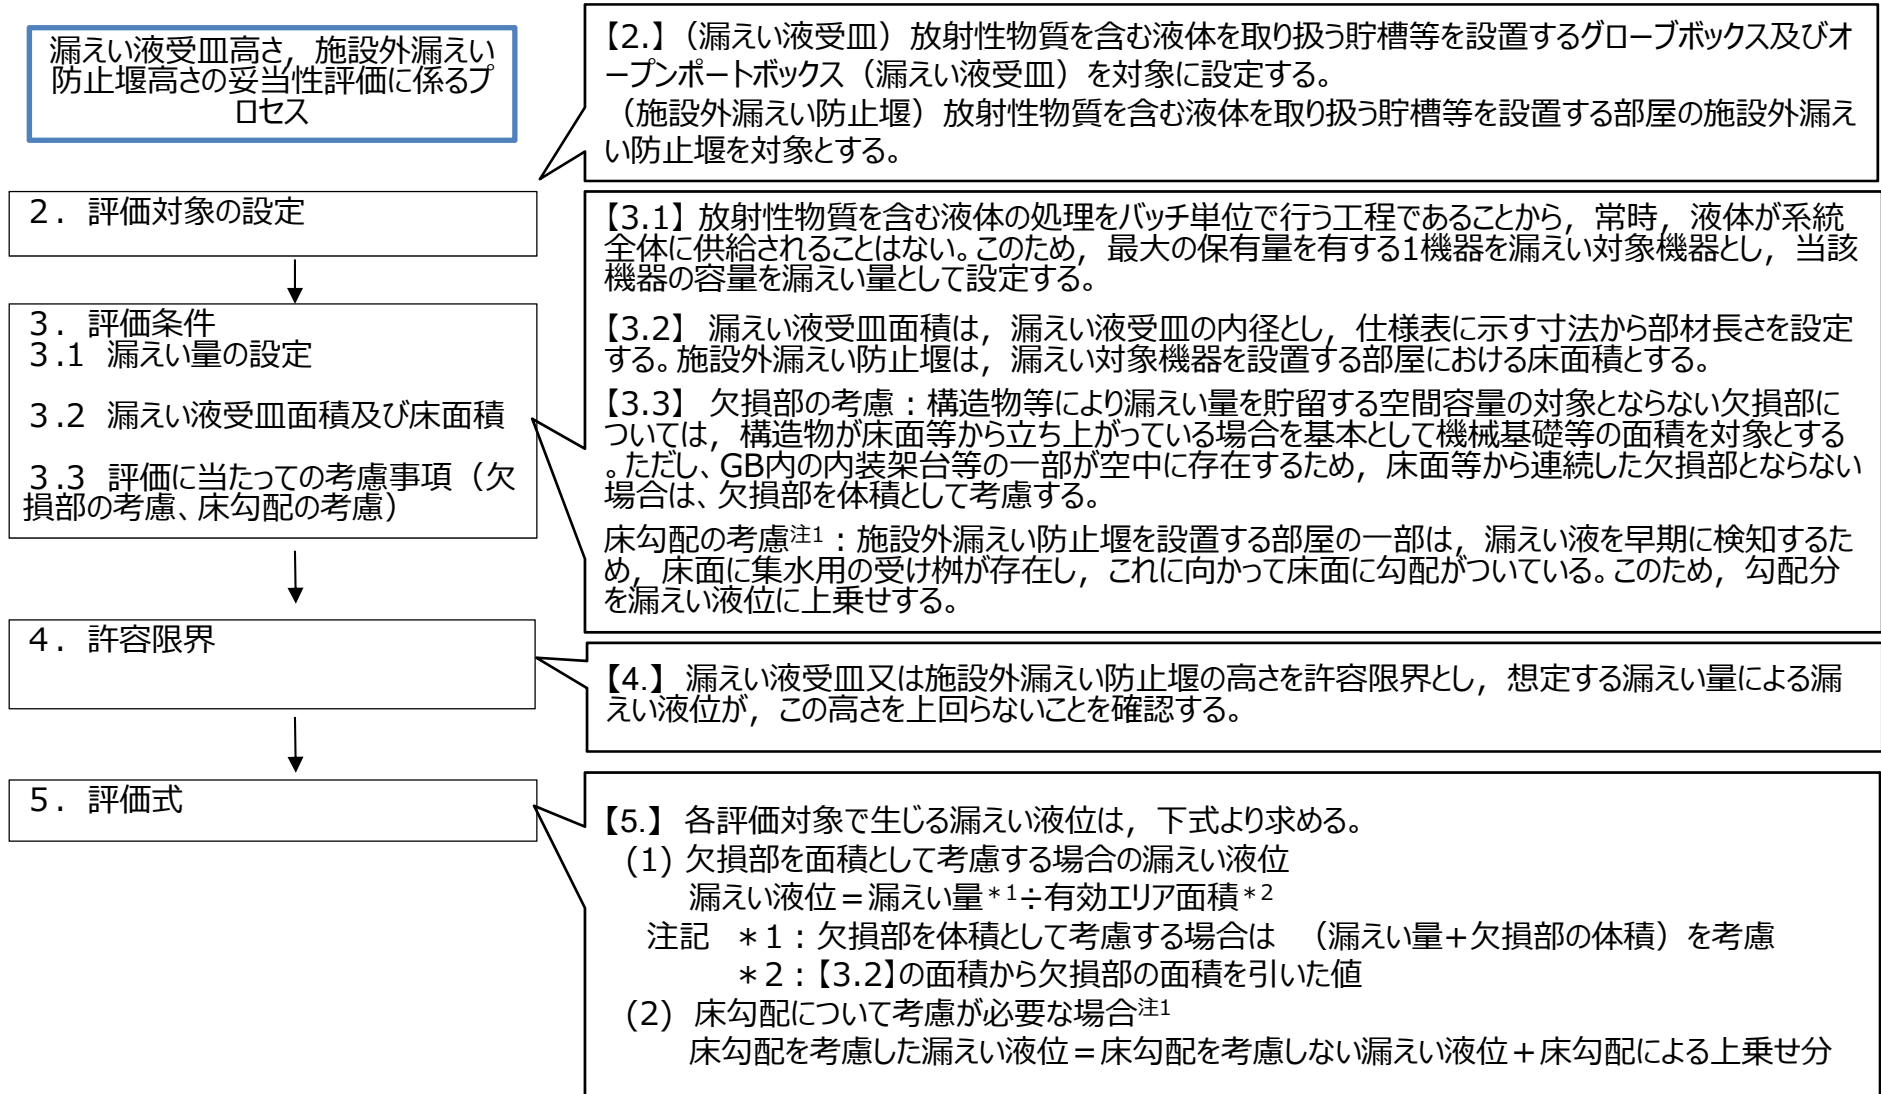 漏えい液受皿高さ，施設外漏えい
防止堰高さの妥当性評価に係るプ
ロセス
【2.】（漏えい液受皿）放射性物質を含む液体を取り扱う貯槽等を設置するグローブボックス及びオ
ープンポートボックス（漏えい液受皿）を対象に設定する。
（施設外漏えい防止堰）放射性物質を含む液体を取り扱う貯槽等を設置する部屋の施設外漏え
い防止堰を対象とする。
２．評価対象の設定
【3.1】放射性物質を含む液体の処理をバッチ単位で行う工程であることから，常時，液体が系統
全体に供給されることはない。このため，最大の保有量を有する1機器を漏えい対象機器とし，当該
機器の容量を漏えい量として設定する。
【3.2】 漏えい液受皿面積は，漏えい液受皿の内径とし，仕様表に示す寸法から部材長さを設定
する。施設外漏えい防止堰は，漏えい対象機器を設置する部屋における床面積とする。
【3.3】 欠損部の考慮：構造物等により漏えい量を貯留する空間容量の対象とならない欠損部に
ついては，構造物が床面等から立ち上がっている場合を基本として機械基礎等の面積を対象とする
。ただし、GB内の内装架台等の一部が空中に存在するため，床面等から連続した欠損部とならない
場合は、欠損部を体積として考慮する。
床勾配の考慮注1：施設外漏えい防止堰を設置する部屋の一部は，漏えい液を早期に検知するた
め，床面に集水用の受け桝が存在し，これに向かって床面に勾配がついている。このため，勾配分
を漏えい液位に上乗せする。
３．評価条件
３.１ 漏えい量の設定
３.２ 漏えい液受皿面積及び床面積
３.３ 評価に当たっての考慮事項（欠
損部の考慮、床勾配の考慮）
４．許容限界
【4.】 漏えい液受皿又は施設外漏えい防止堰の高さを許容限界とし，想定する漏えい量による漏
えい液位が，この高さを上回らないことを確認する。
５．評価式
【5.】 各評価対象で生じる漏えい液位は，下式より求める。
(1) 欠損部を面積として考慮する場合の漏えい液位
漏えい液位＝漏えい量＊1÷有効エリア面積＊2
注記 ＊１：欠損部を体積として考慮する場合は （漏えい量+欠損部の体積）を考慮
＊２：【3.2】の面積から欠損部の面積を引いた値
(2) 床勾配について考慮が必要な場合注1
床勾配を考慮した漏えい液位＝床勾配を考慮しない漏えい液位＋床勾配による上乗せ分